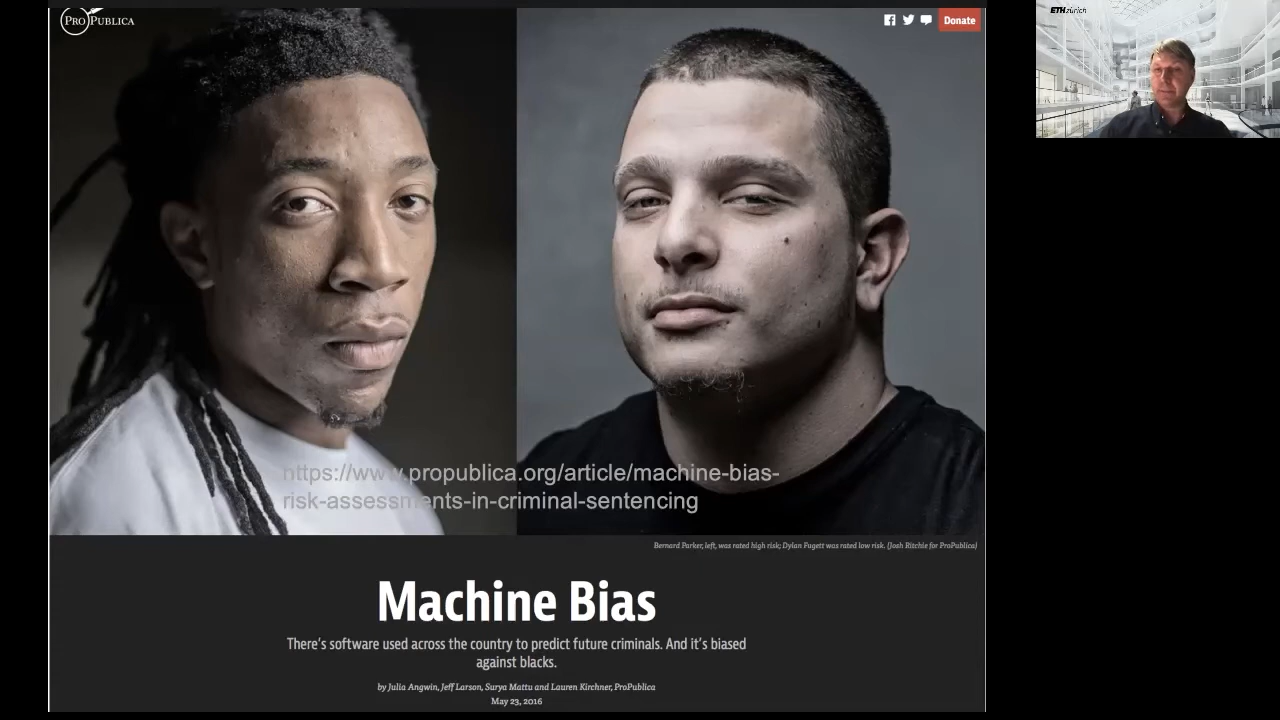 PROPUBLICA
Donate
ETH zürich
https://www.propublica.org/article/machine-bias-
risk-assessments-in-criminal-sentencing
Bernard Parker, left, was rated high risk; Dylan Fugett was rated low risk. (Josh Ritchie for ProPublica)
Machine Bias
There's software used across the country to predict future criminals. And it's biased
against blacks.
by Julia Angwin, Jeff Larson, Surya Mattu and Lauren Kirchner, ProPublica
May 23, 2016